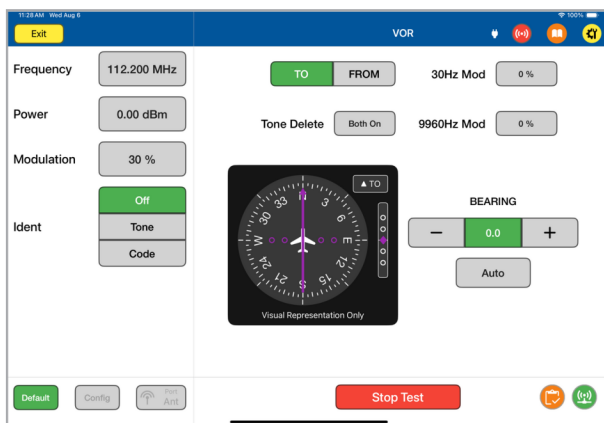 11:28 AM Wed Aug 6
100%
Exit
VOR
Frequency
112.200 MHz
Power
0.00 dBm
Modulation
30 %
Ident
Off
Tone
Code
TO
FROM
30Hz Mod
0 %
Tone Delete
Both On
9960Hz Mod
0 %
▲ TO
N
3
6
E
12
15
S
21
24
W
30
33
Visual Representation Only
BEARING
−
0.0
+
Auto
Default
Config
Port
Ant
Stop Test